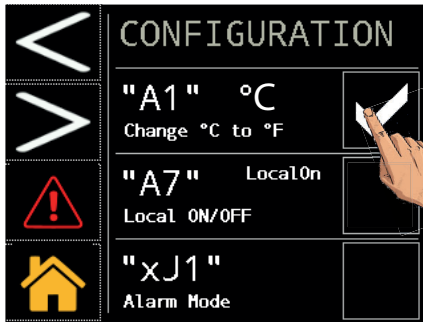 CONFIGURATION
"A1" °C
Change °C to °F
"A7" LocalOn
Local ON/OFF
"xJ1"
Alarm Mode